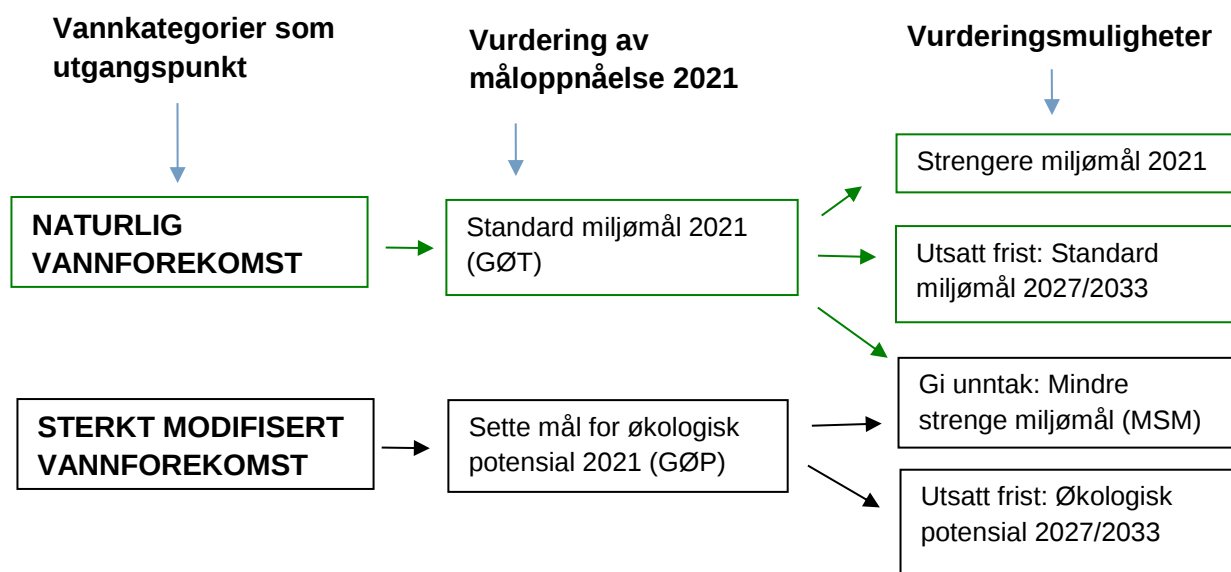 Vannkategorier som
utgangspunkt
Vurdering av
måloppnåelse 2021
Vurderingsmuligheter
NATURLIG
VANNFOREKOMST
Standard miljømål 2021
(GØT)
Strengere miljømål 2021
Utsatt frist: Standard
miljømål 2027/2033
Gi unntak: Mindre
strenge miljømål (MSM)
STERKT MODIFISERT
VANNFOREKOMST
Sette mål for økologisk
potensial 2021 (GØP)
Utsatt frist: Økologisk
potensial 2027/2033